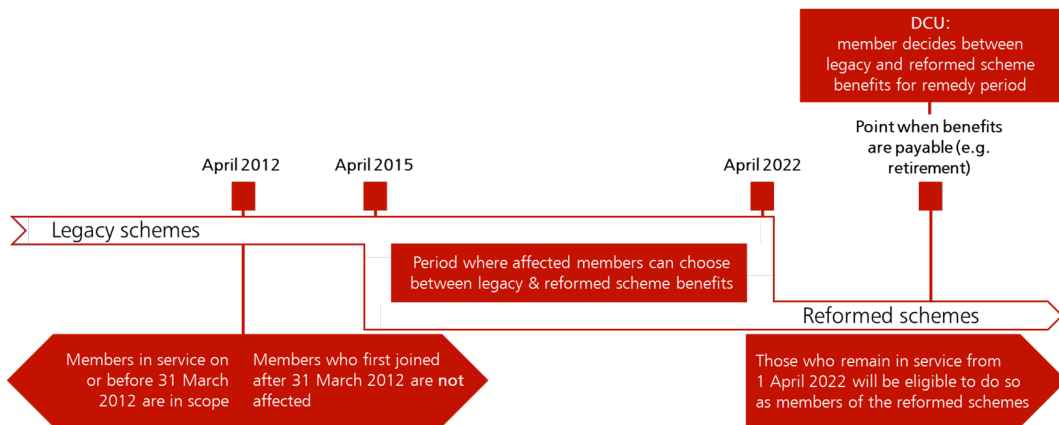 DCU:
member decides between
legacy and reformed scheme
benefits for remedy period
Point when benefits
are payable (e.g.
retirement)
April 2012
April 2015
April 2022
Legacy schemes
Period where affected members can choose
between legacy & reformed scheme benefits
Reformed schemes
Members in service on
or before 31 March
2012 are in scope
Members who first joined
after 31 March 2012 are not
affected
Those who remain in service from
1 April 2022 will be eligible to do so
as members of the reformed schemes